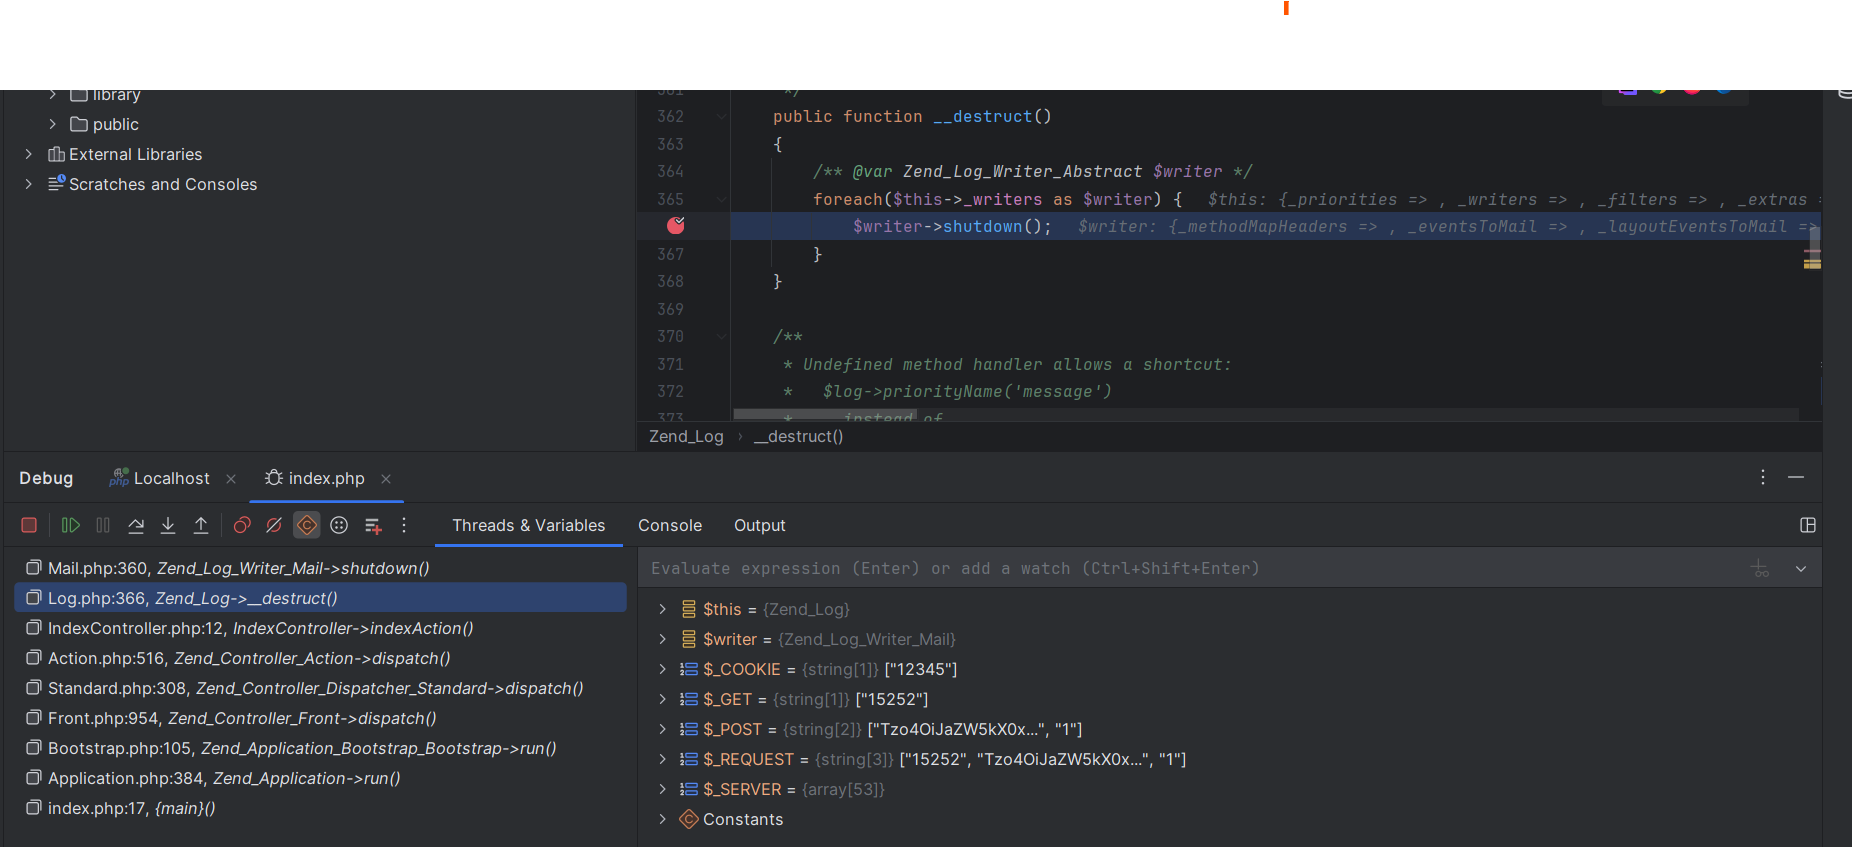 library
public
External Libraries
Scratches and Consoles
361 */
362 public function __destruct()
363 {
364 /** @var Zend_Log_Writer_Abstract $writer */
365 foreach($this->_writers as $writer) { $this: {_priorities => , _writers => , _filters => , _extras =
$writer->shutdown(); $writer: {_methodMapHeaders => , _eventsToMail => , _layoutEventsToMail =>
367 }
368 }
369
370 /**
371 * Undefined method handler allows a shortcut:
372 * $log->priorityName('message')
373 * instead of
Zend_Log › __destruct()
Debug Localhost index.php
Threads & Variables Console Output
Mail.php:360, Zend_Log_Writer_Mail->shutdown()
Log.php:366, Zend_Log->__destruct()
IndexController.php:12, IndexController->indexAction()
Action.php:516, Zend_Controller_Action->dispatch()
Standard.php:308, Zend_Controller_Dispatcher_Standard->dispatch()
Front.php:954, Zend_Controller_Front->dispatch()
Bootstrap.php:105, Zend_Application_Bootstrap_Bootstrap->run()
Application.php:384, Zend_Application->run()
index.php:17, {main}()
Evaluate expression (Enter) or add a watch (Ctrl+Shift+Enter)
$this = {Zend_Log}
$writer = {Zend_Log_Writer_Mail}
$_COOKIE = {string[1]} ["12345"]
$_GET = {string[1]} ["15252"]
$_POST = {string[2]} ["Tzo4OiJaZW5kX0x...", "1"]
$_REQUEST = {string[3]} ["15252", "Tzo4OiJaZW5kX0x...", "1"]
$_SERVER = {array[53]}
Constants